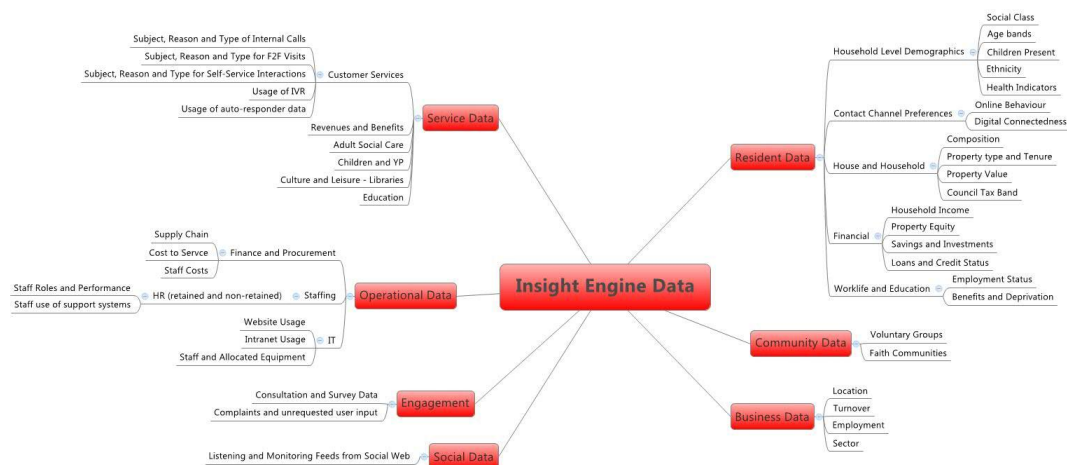 Insight Engine Data
Service Data
Customer Services
Subject, Reason and Type of Internal Calls
Subject, Reason and Type for F2F Visits
Subject, Reason and Type for Self-Service Interactions
Usage of IVR
Usage of auto-responder data
Revenues and Benefits
Adult Social Care
Children and YP
Culture and Leisure - Libraries
Education
Operational Data
Finance and Procurement
Supply Chain
Cost to Servce
Staff Costs
Staffing
HR (retained and non-retained)
Staff Roles and Performance
Staff use of support systems
IT
Website Usage
Intranet Usage
Staff and Allocated Equipment
Engagement
Consultation and Survey Data
Complaints and unrequested user input
Social Data
Listening and Monitoring Feeds from Social Web
Resident Data
Household Level Demographics
Social Class
Age bands
Children Present
Ethnicity
Health Indicators
Contact Channel Preferences
Online Behaviour
Digital Connectedness
House and Household
Composition
Property type and Tenure
Property Value
Council Tax Band
Financial
Household Income
Property Equity
Savings and Investments
Loans and Credit Status
Worklife and Education
Employment Status
Benefits and Deprivation
Community Data
Voluntary Groups
Faith Communities
Business Data
Location
Turnover
Employment
Sector